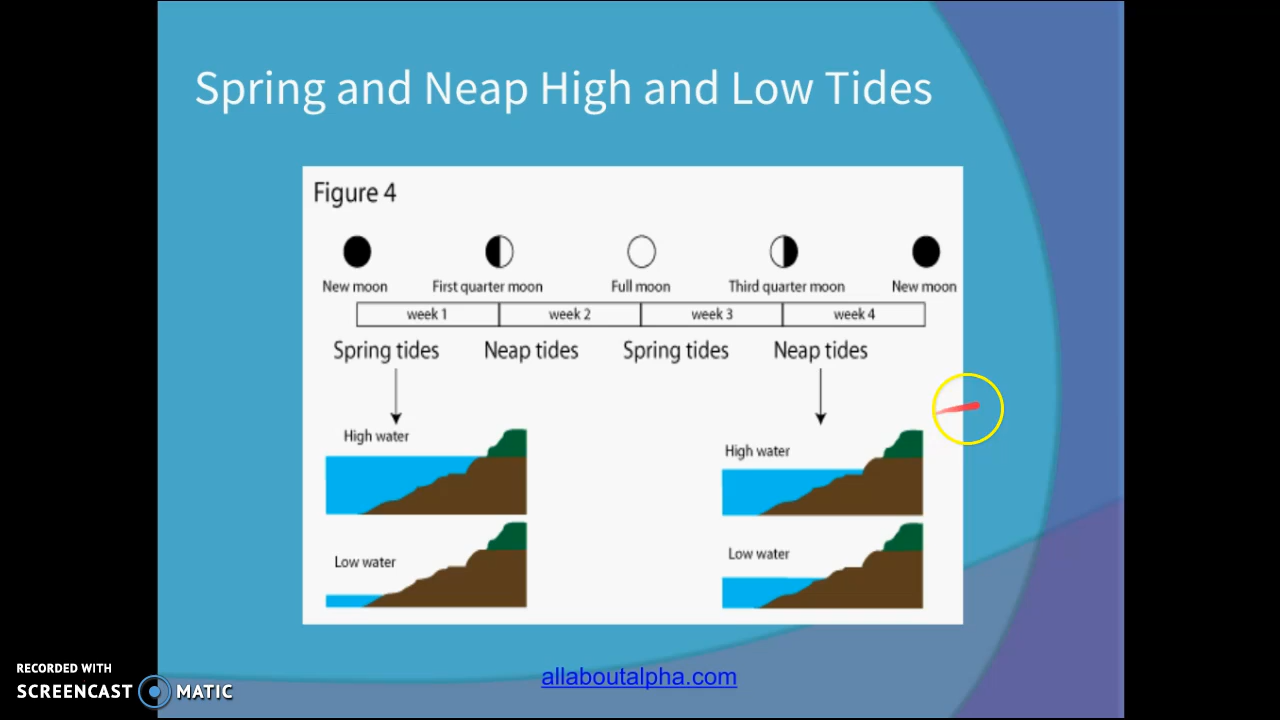 Spring and Neap High and Low Tides
Figure 4
New moon First quarter moon Full moon Third quarter moon New moon
week 1 week 2 week 3 week 4
Spring tides Neap tides Spring tides Neap tides
High water High water
Low water Low water
allaboutalpha.com
RECORDED WITH
SCREENCAST MATIC